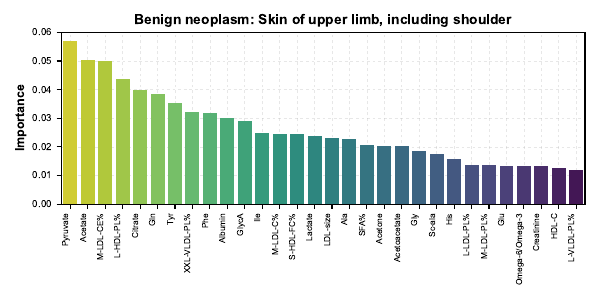 Benign neoplasm: Skin of upper limb, including shoulder
Importance
0.06
0.05
0.04
0.03
0.02
0.01
0.00
Pyruvate
Acetate
M-LDL-CE%
L-HDL-PL%
Citrate
Gln
Tyr
XXL-VLDL-PL%
Phe
Albumin
GlycA
Ile
M-LDL-C%
S-HDL-FC%
Lactate
LDL-size
Ala
SFA%
Acetone
Acetoacetate
Gly
His
L-LDL-PL%
M-LDL-PL%
Glu
Omega-6/Omega-3
Creatinine
HDL-C
L-VLDL-PL%